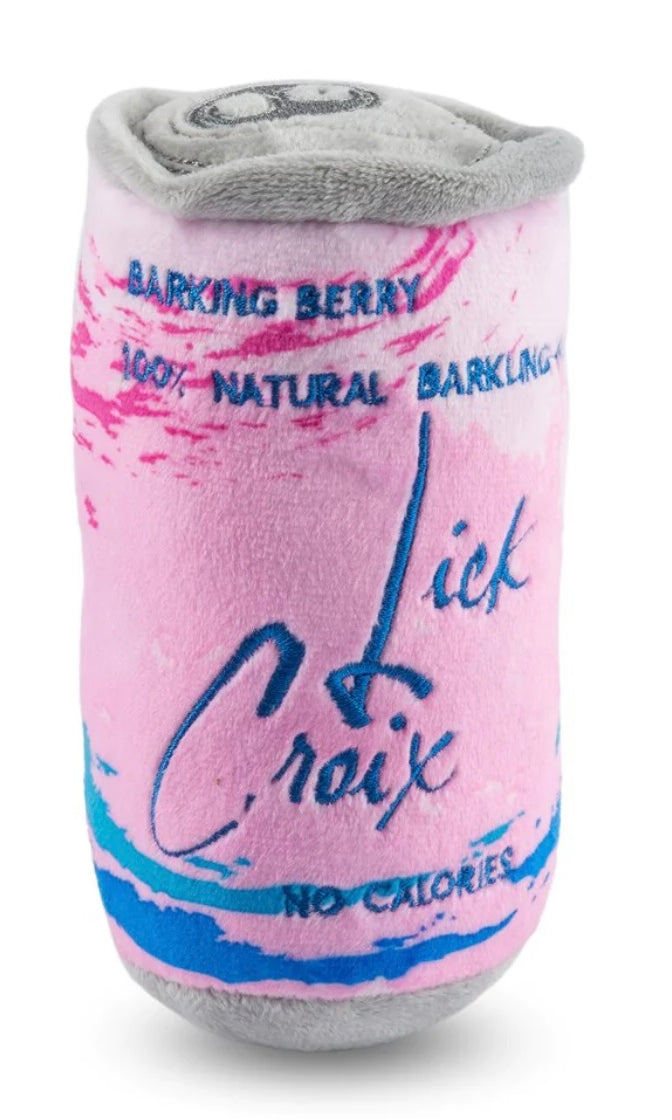 BARKING BERRY
100% NATURAL BARKLING
Lick
Croix
NO CALORIES